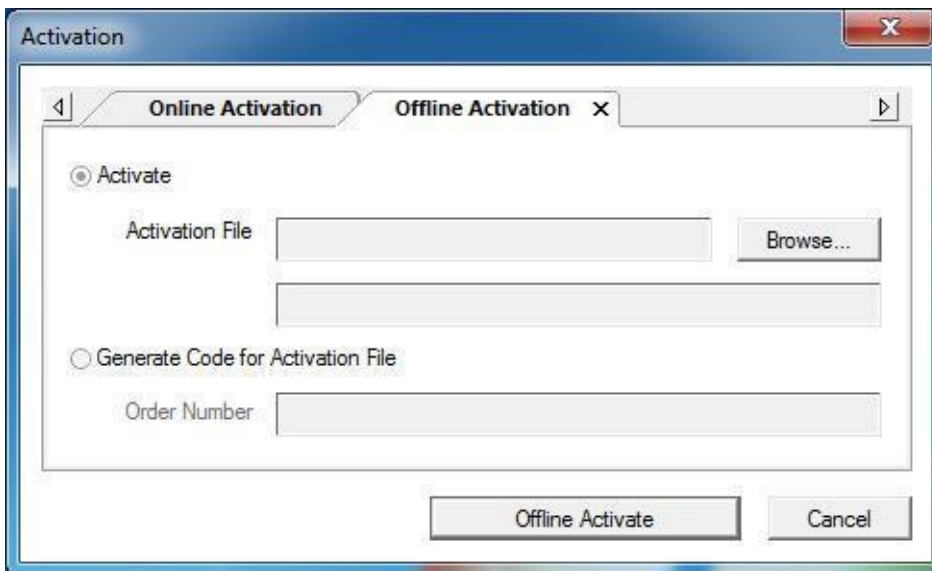 Activation
Online Activation Offline Activation X
Activate
Activation File Browse...
Generate Code for Activation File
Order Number
Offline Activate Cancel